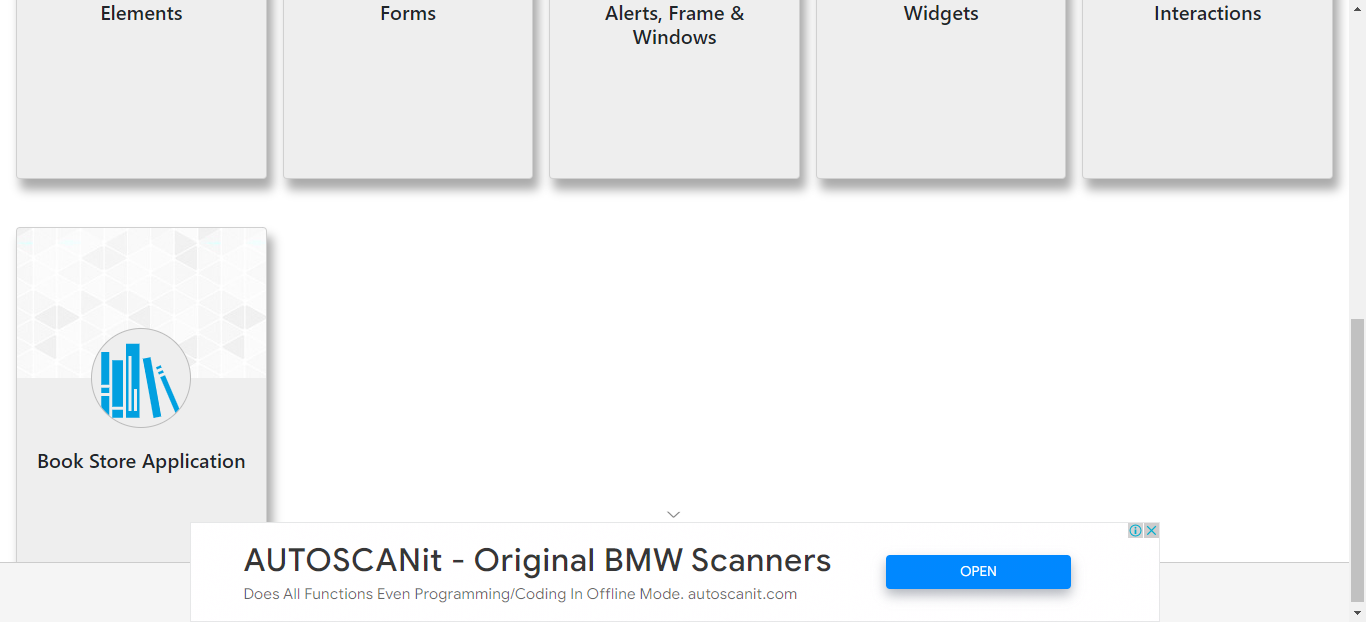 Elements
Forms
Alerts, Frame &
Windows
Widgets
Interactions
Book Store Application
AUTOSCANit - Original BMW Scanners
Does All Functions Even Programming/Coding In Offline Mode. autoscanit.com
OPEN